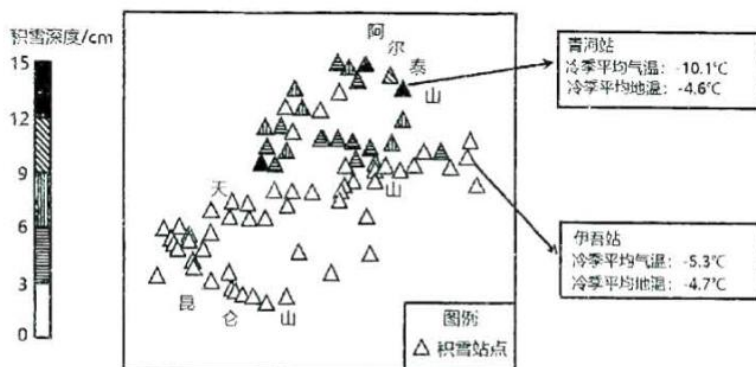 积雪深度/cm
15
12
9
6
3
0
阿
尔
泰
山
天
山
昆
仑
山
图例
积雪站点
青河站
冷季平均气温：-10.1℃
冷季平均地温：-4.6℃
伊吾站
冷季平均气温：-5.3℃
冷季平均地温：-4.7℃